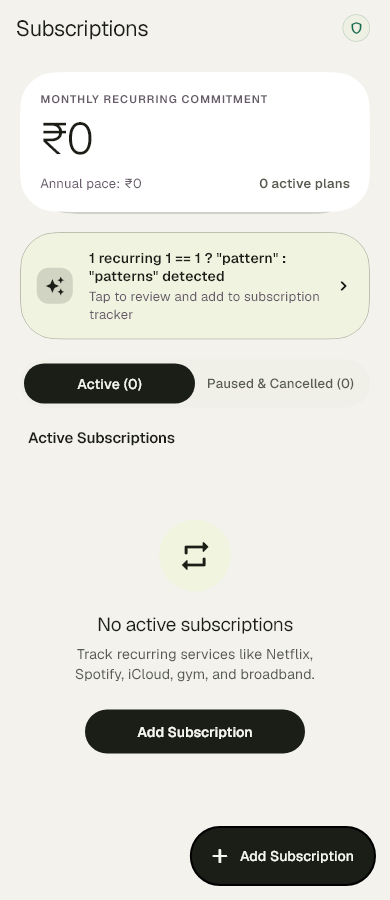 Subscriptions
MONTHLY RECURRING COMMITMENT
₹0
Annual pace: ₹0
0 active plans
1 recurring 1 == 1 ? "pattern" :
"patterns" detected
Tap to review and add to subscription
tracker
Active (0)
Paused & Cancelled (0)
Active Subscriptions
No active subscriptions
Track recurring services like Netflix,
Spotify, iCloud, gym, and broadband.
Add Subscription
Add Subscription